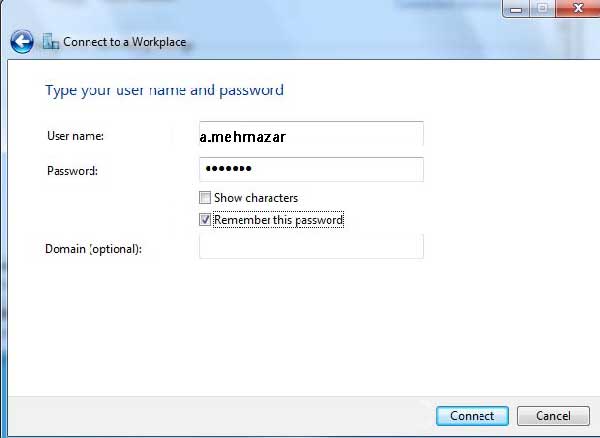 Connect to a Workplace
Type your user name and password
User name:
a.mehrnazar
Password:
•••••••
Show characters
Remember this password
Domain (optional):
Connect
Cancel